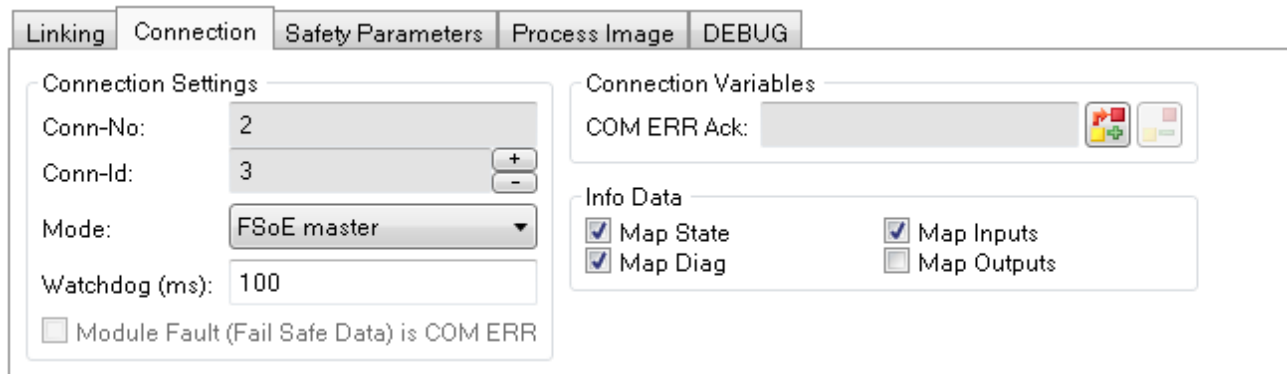 Linking Connection Safety Parameters Process Image DEBUG
Connection Settings
Conn-No: 2
Conn-Id: 3
+
-
Mode: FSoE master
Watchdog (ms): 100
Module Fault (Fail Safe Data) is COM ERR
Connection Variables
COM ERR Ack:
Info Data
Map State Map Inputs
Map Diag Map Outputs